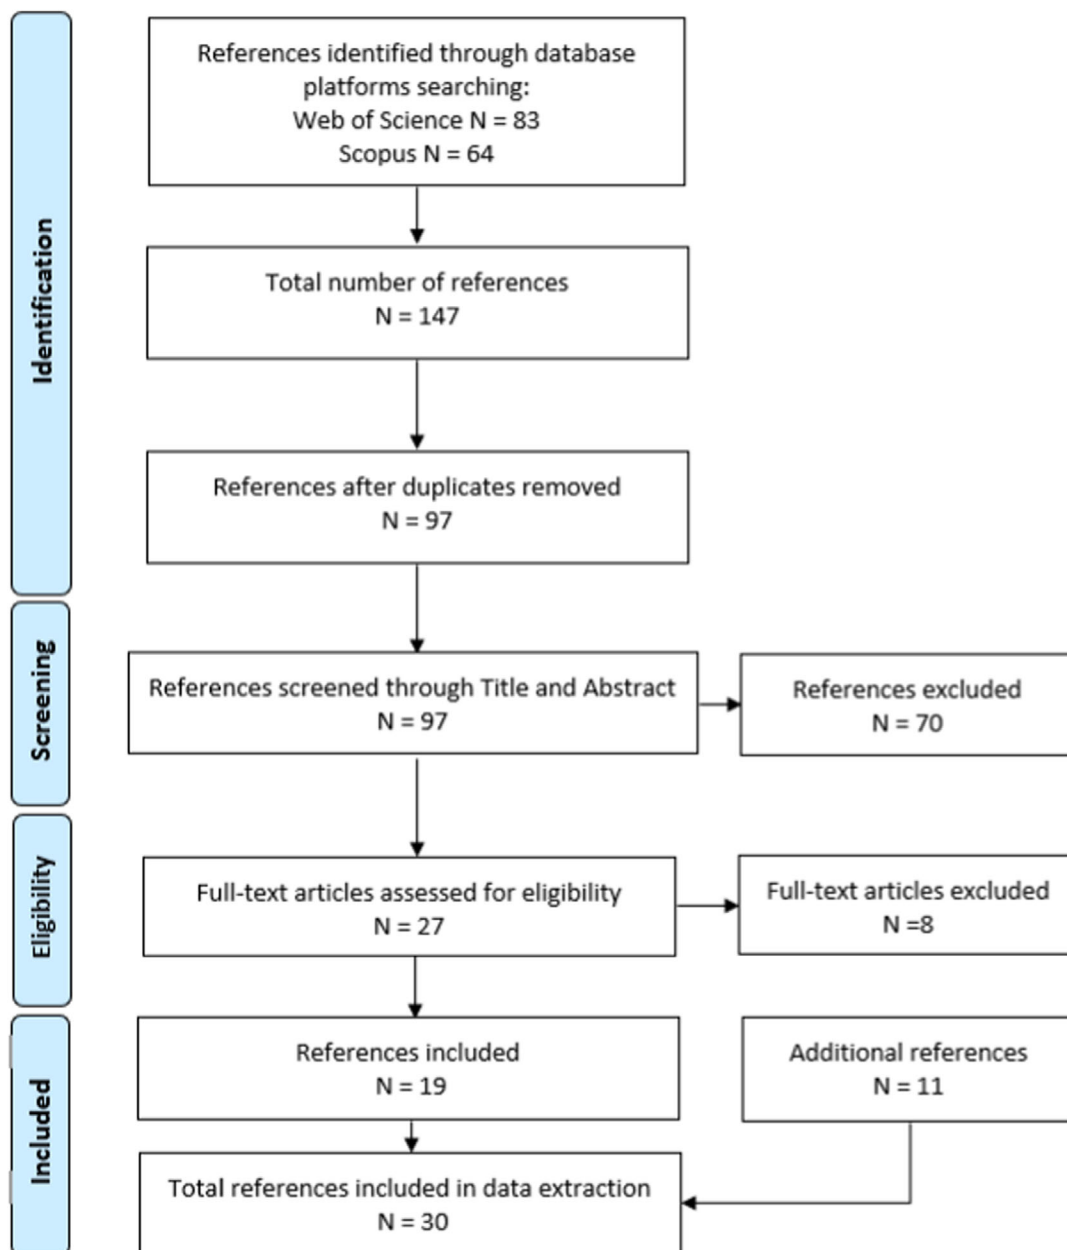 Identification
References identified through database
platforms searching:
Web of Science N = 83
Scopus N = 64
Total number of references
N = 147
References after duplicates removed
N = 97
Screening
References screened through Title and Abstract
N = 97
References excluded
N = 70
Eligibility
Full-text articles assessed for eligibility
N = 27
Full-text articles excluded
N =8
Included
References included
N = 19
Additional references
N = 11
Total references included in data extraction
N = 30